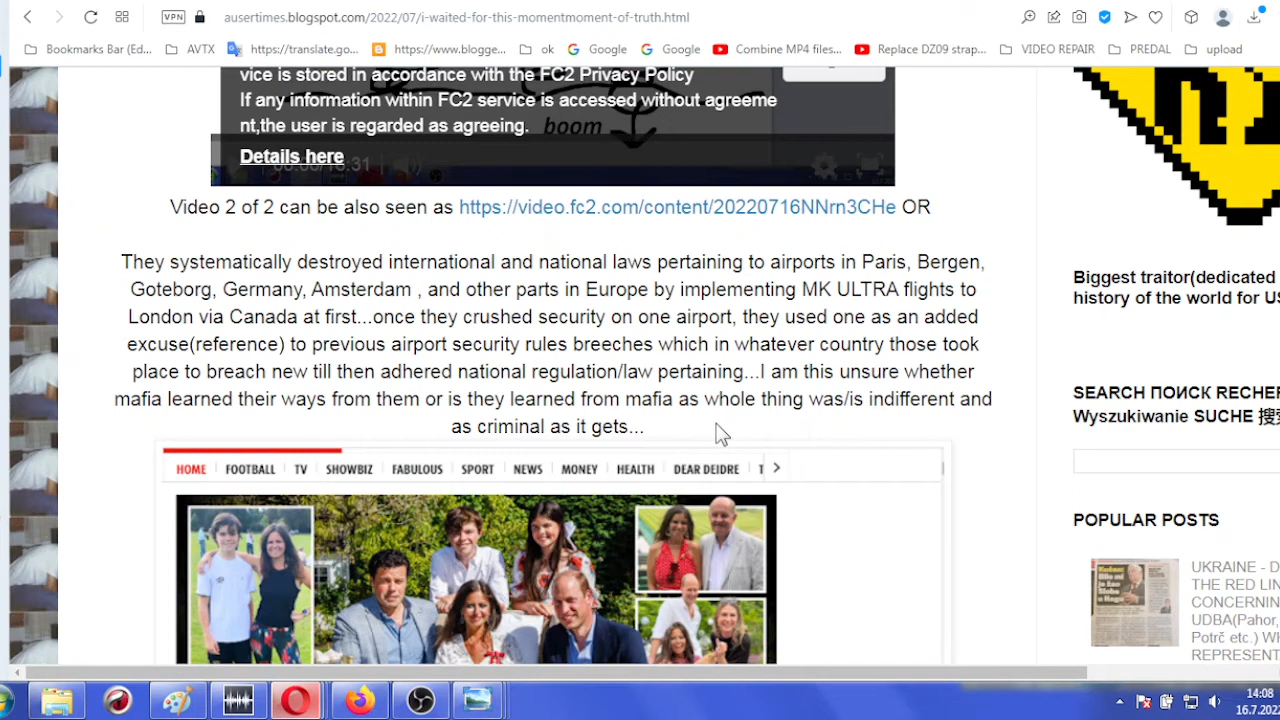 VPN
ausertimes.blogspot.com/2022/07/i-waited-for-this-momentmoment-of-truth.html
Bookmarks Bar (Ed...
AVTX
https://translate.go...
https://www.blogge...
ok
Google
Google
Combine MP4 files...
Replace DZ09 strap...
VIDEO REPAIR
PREDAL
upload
vice is stored in accordance with the FC2 Privacy Policy
If any information within FC2 service is accessed without agreeme
nt,the user is regarded as agreeing.
boom
Details here
Video 2 of 2 can be also seen as https://video.fc2.com/content/20220716NNrn3CHe OR
They systematically destroyed international and national laws pertaining to airports in Paris, Bergen,
Goteborg, Germany, Amsterdam , and other parts in Europe by implementing MK ULTRA flights to
London via Canada at first...once they crushed security on one airport, they used one as an added
excuse(reference) to previous airport security rules breeches which in whatever country those took
place to breach new till then adhered national regulation/law pertaining...I am this unsure whether
mafia learned their ways from them or is they learned from mafia as whole thing was/is indifferent and
as criminal as it gets...
HOME FOOTBALL TV SHOWBIZ FABULOUS SPORT NEWS MONEY HEALTH DEAR DEIDRE
Biggest traitor(dedicated
history of the world for US
SEARCH ПОИСК RECHER
Wyszukiwanie SUCHE 搜
POPULAR POSTS
UKRAINE - D
THE RED LIN
CONCERNIN
UDBA(Pahor,
Potrč etc.) WH
REPRESENT
14:08
16.7.2022